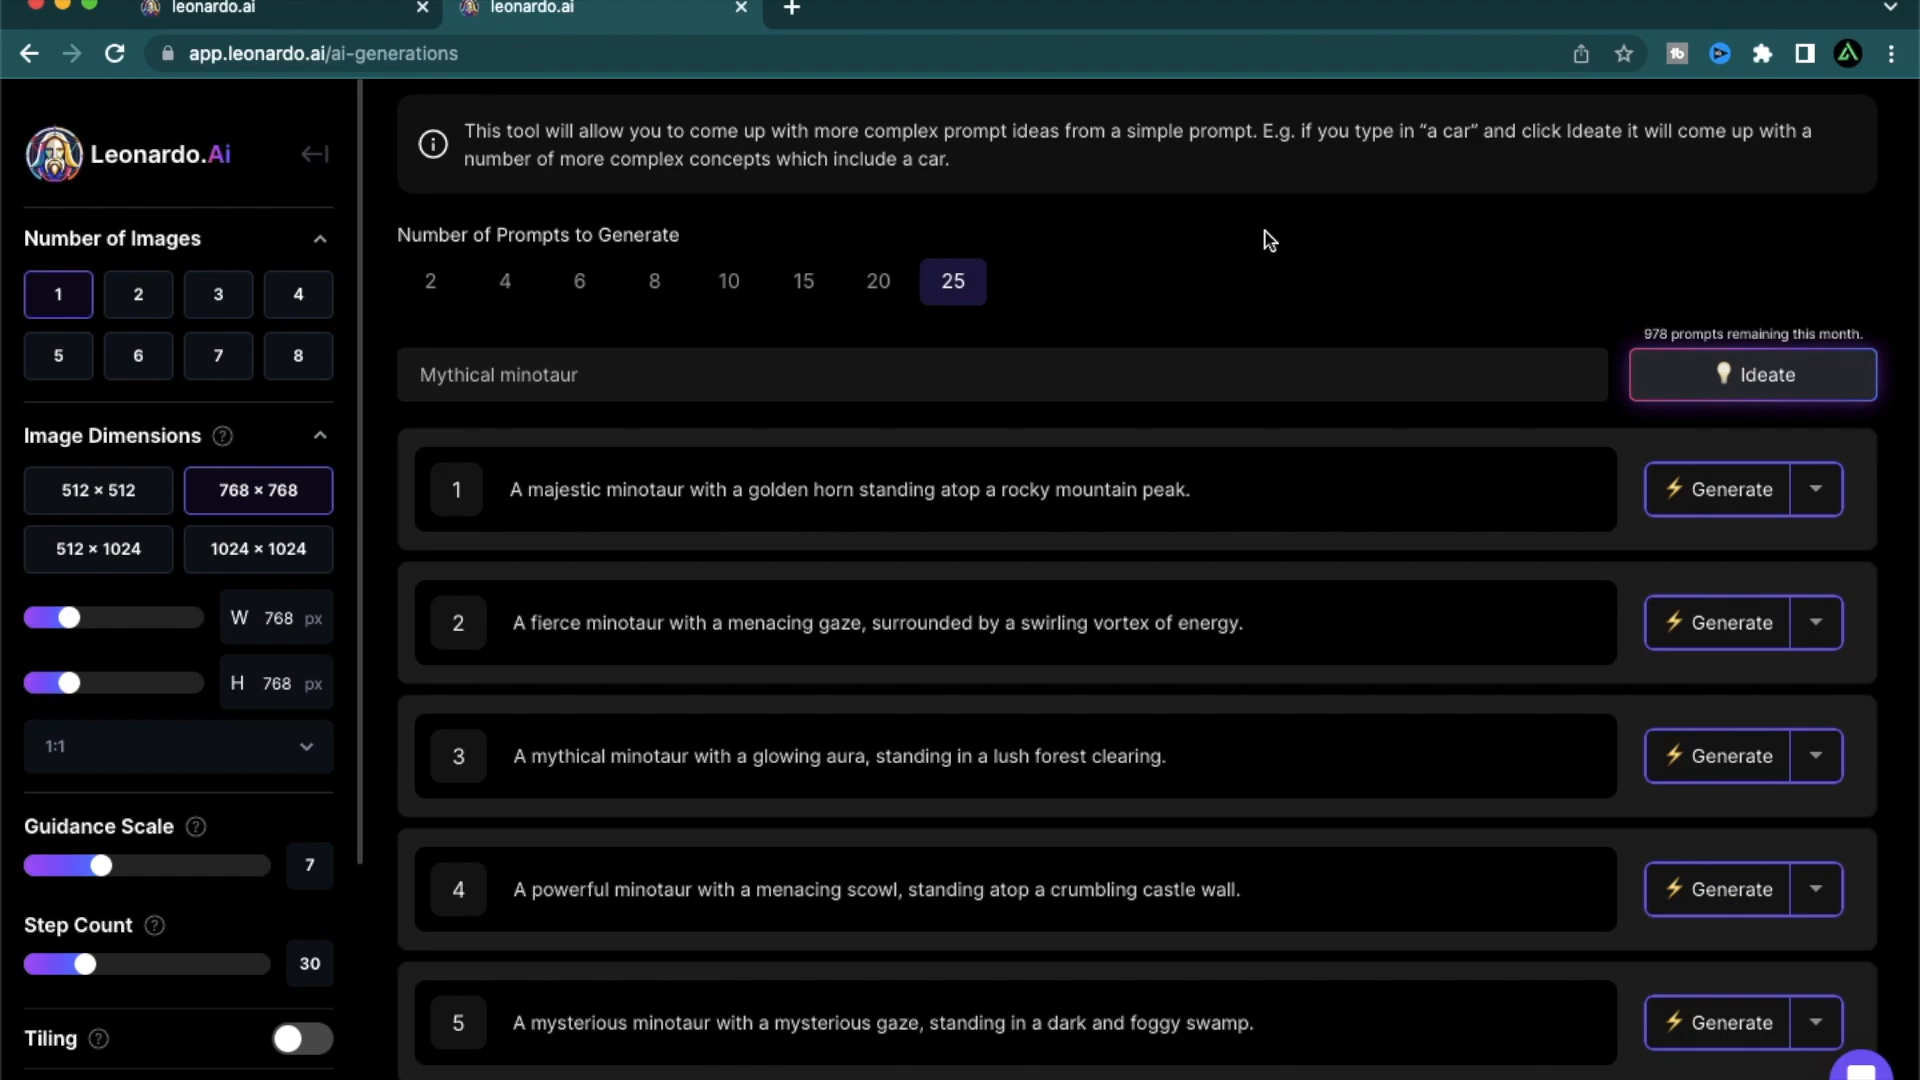 leonardo.ai
leonardo.ai
app.leonardo.ai/ai-generations
Leonardo.Ai
Number of Images
1 2 3 4
5 6 7 8
Image Dimensions
512 × 512 768 × 768
512 × 1024 1024 × 1024
W 768 px
H 768 px
1:1
Guidance Scale
7
Step Count
30
Tiling
This tool will allow you to come up with more complex prompt ideas from a simple prompt. E.g. if you type in “a car” and click Ideate it will come up with a
number of more complex concepts which include a car.
Number of Prompts to Generate
2 4 6 8 10 15 20 25
978 prompts remaining this month.
Mythical minotaur
Ideate
1 A majestic minotaur with a golden horn standing atop a rocky mountain peak. Generate
2 A fierce minotaur with a menacing gaze, surrounded by a swirling vortex of energy. Generate
3 A mythical minotaur with a glowing aura, standing in a lush forest clearing. Generate
4 A powerful minotaur with a menacing scowl, standing atop a crumbling castle wall. Generate
5 A mysterious minotaur with a mysterious gaze, standing in a dark and foggy swamp. Generate